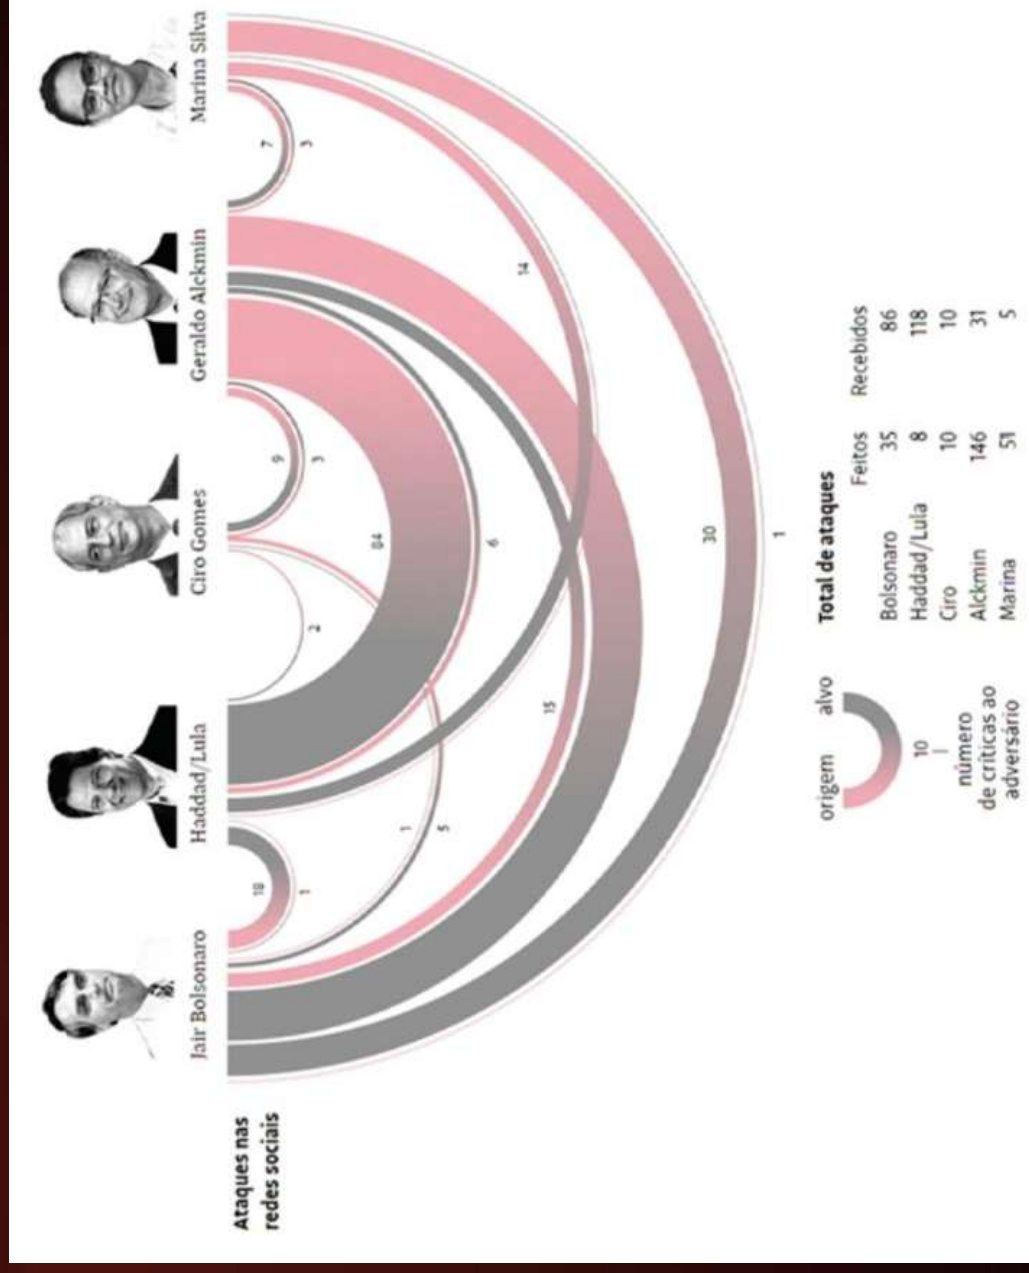 Jair Bolsonaro
Haddad/Lula
Ciro Gomes
Geraldo Alckmin
Marina Silva
Ataques nas
redes sociais
18
1
2
9
3
7
3
84
1
5
6
14
15
30
1
origem alvo
10
número
de críticas ao
adversário
Total de ataques
Feitos Recebidos
Bolsonaro 35 86
Haddad/Lula 8 118
Ciro 10 10
Alckmin 146 31
Marina 51 5